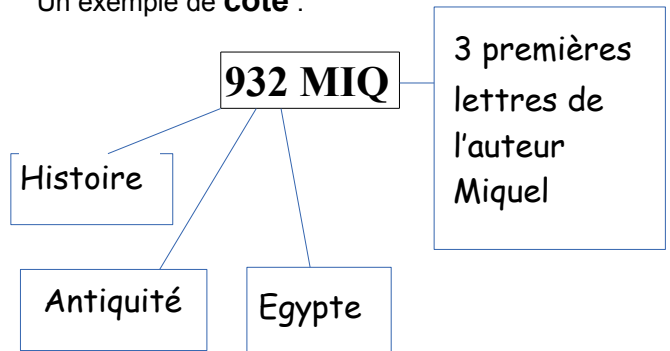 Un exemple de cote :
932 MIQ
3 premières
lettres de
l'auteur
Miquel
Histoire
Antiquité
Egypte